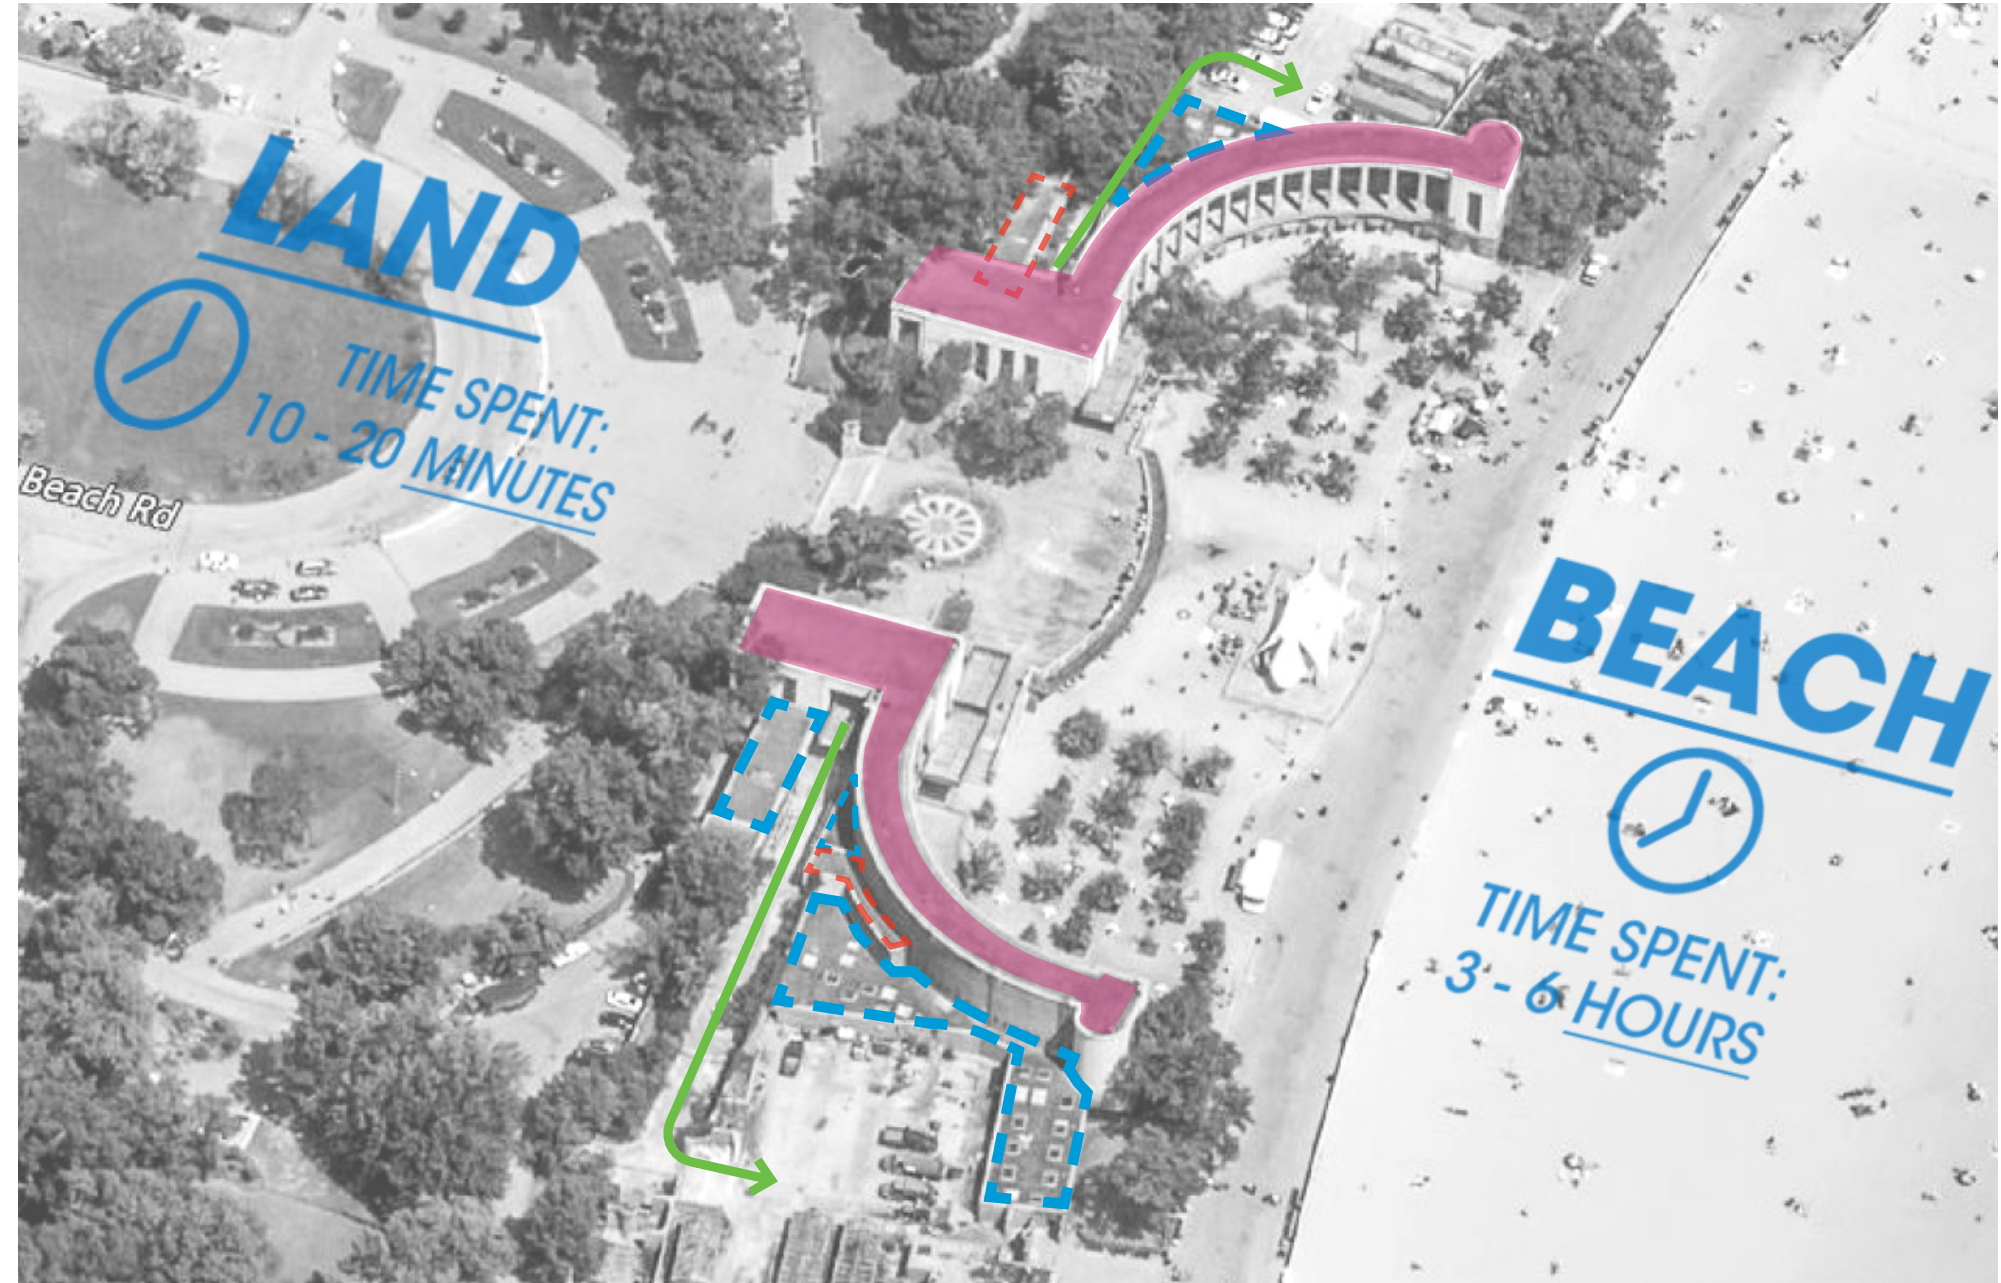 LAND
TIME SPENT:
10 - 20 MINUTES
Beach Rd
BEACH
TIME SPENT:
3 - 6 HOURS